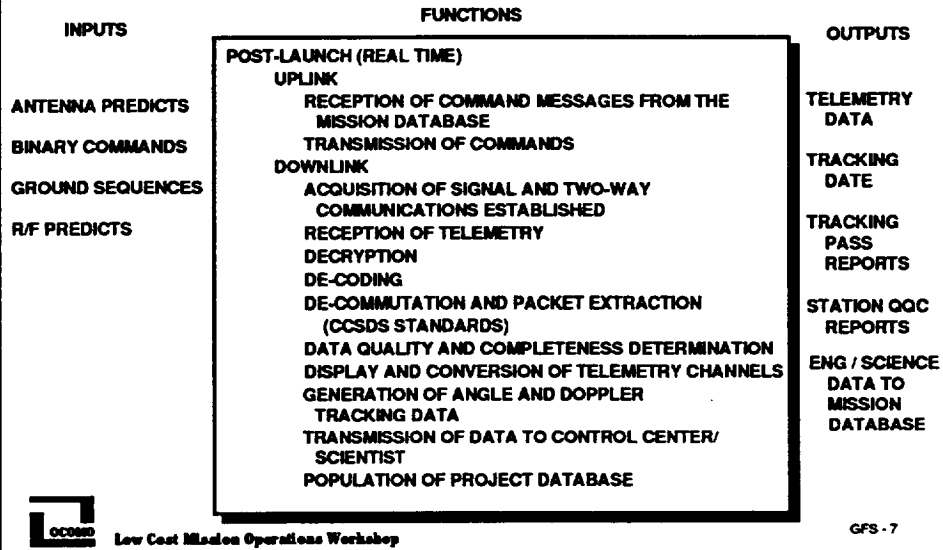 FUNCTIONS
INPUTS
OUTPUTS
ANTENNA PREDICTS
BINARY COMMANDS
GROUND SEQUENCES
R/F PREDICTS
POST-LAUNCH (REAL TIME)
UPLINK
RECEPTION OF COMMAND MESSAGES FROM THE
MISSION DATABASE
TRANSMISSION OF COMMANDS
DOWNLINK
ACQUISITION OF SIGNAL AND TWO-WAY
COMMUNICATIONS ESTABLISHED
RECEPTION OF TELEMETRY
DECRYPTION
DE-CODING
DE-COMMUTATION AND PACKET EXTRACTION
(CCSDS STANDARDS)
DATA QUALITY AND COMPLETENESS DETERMINATION
DISPLAY AND CONVERSION OF TELEMETRY CHANNELS
GENERATION OF ANGLE AND DOPPLER
TRACKING DATA
TRANSMISSION OF DATA TO CONTROL CENTER/
SCIENTIST
POPULATION OF PROJECT DATABASE
TELEMETRY
DATA
TRACKING
DATE
TRACKING
PASS
REPORTS
STATION QQC
REPORTS
ENG / SCIENCE
DATA TO
MISSION
DATABASE
OCOMO
Low Cost Mission Operations Workshop
GFS - 7